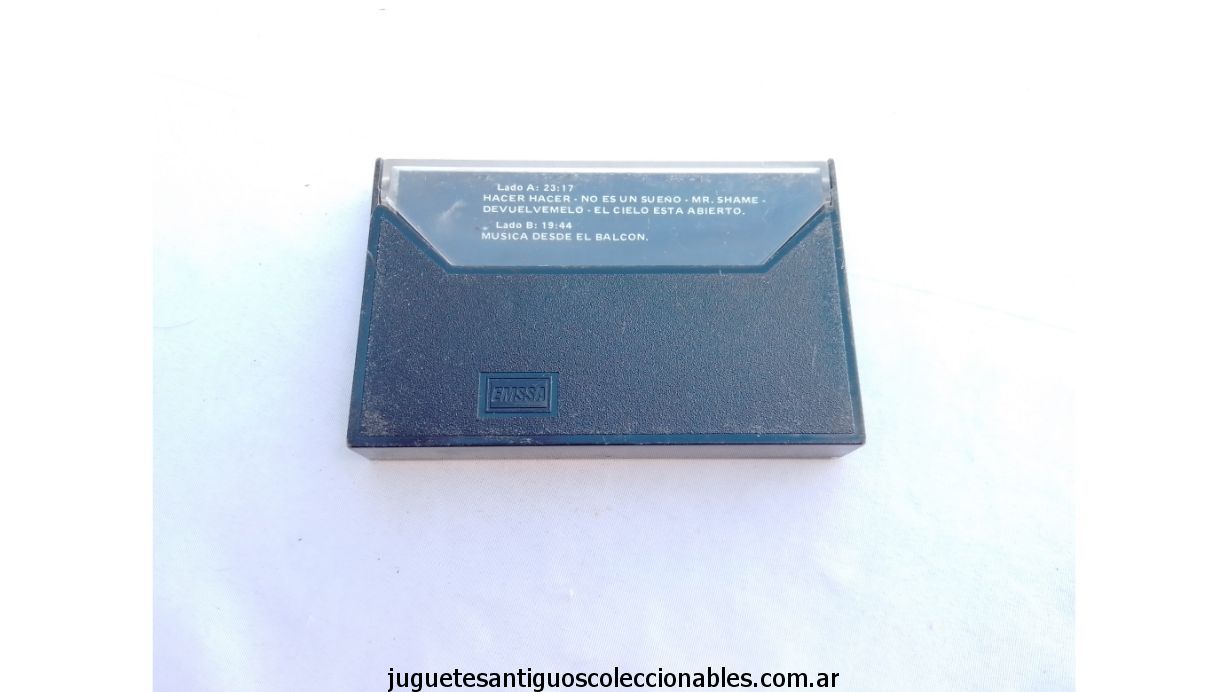 Lado A: 23:17
HACER HACER - NO ES UN SUEÑO - MR. SHAME -
DEVUELVEMELO - EL CIELO ESTA ABIERTO.
Lado B: 19:44
MUSICA DESDE EL BALCON.
EMSSA
juguetesantiguoscoleccionables.com.ar